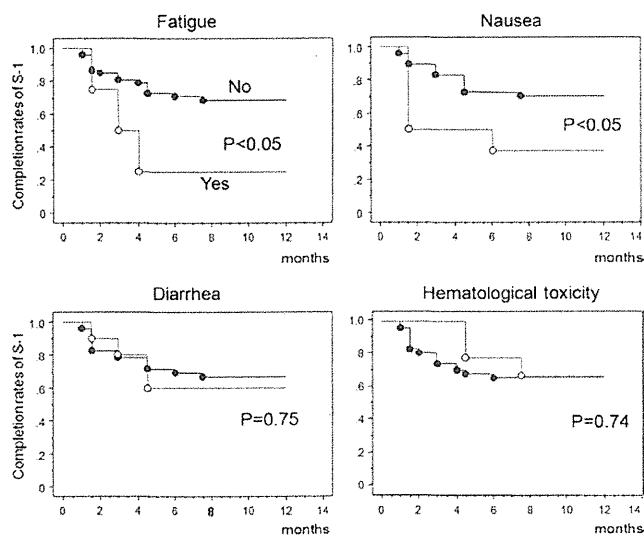 Fatigue
Completion rates of S-1
1.0
.8
.6
.4
.2
0
No
P<0.05
Yes
0 2 4 6 8 10 12 14
months
Nausea
1.0
.8
.6
.4
.2
0
P<0.05
0 2 4 6 8 10 12 14
months
Diarrhea
Completion rates of S-1
1.0
.8
.6
.4
.2
0
P=0.75
0 2 4 6 8 10 12 14
months
Hematological toxicity
1.0
.8
.6
.4
.2
0
P=0.74
0 2 4 6 8 10 12 14
months